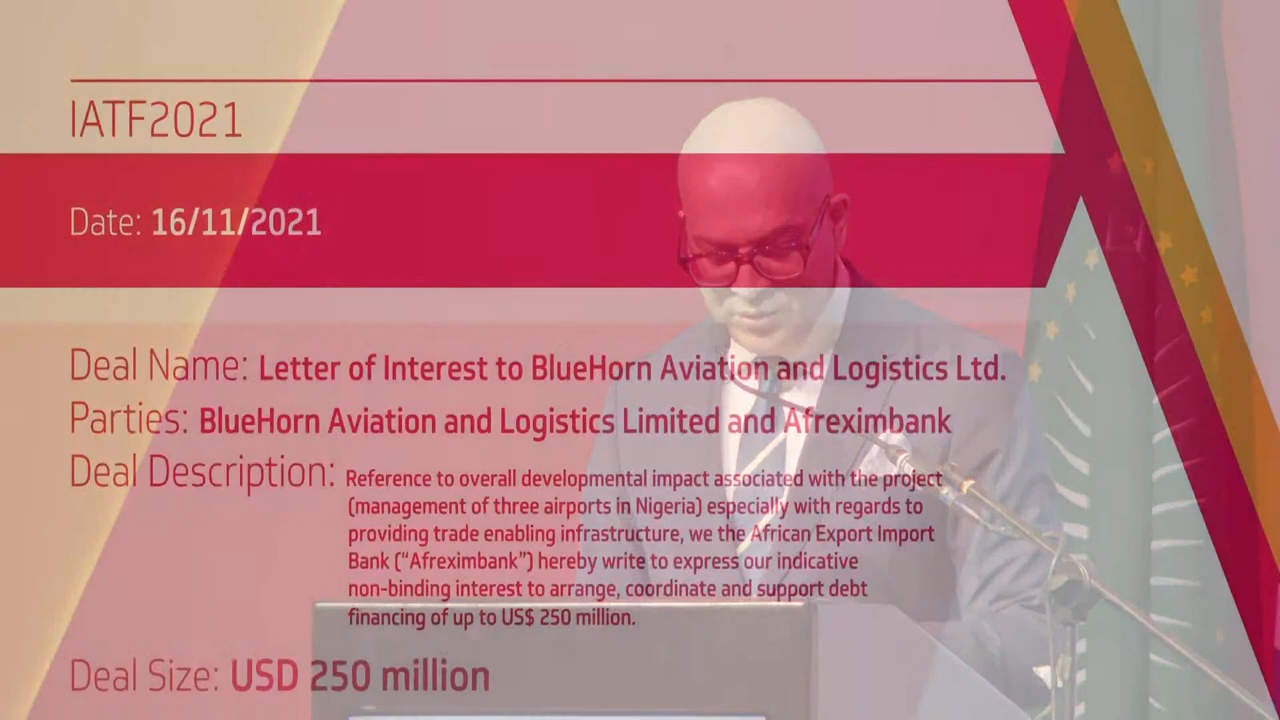 IATF2021
Date: 16/11/2021
Deal Name: Letter of Interest to BlueHorn Aviation and Logistics Ltd.
Parties: BlueHorn Aviation and Logistics Limited and Afreximbank
Deal Description: Reference to overall developmental impact associated with the project
(management of three airports in Nigeria) especially with regards to
providing trade enabling infrastructure, we the African Export Import
Bank (“Afreximbank”) hereby write to express our indicative
non-binding interest to arrange, coordinate and support debt
financing of up to US$ 250 million.
Deal Size: USD 250 million